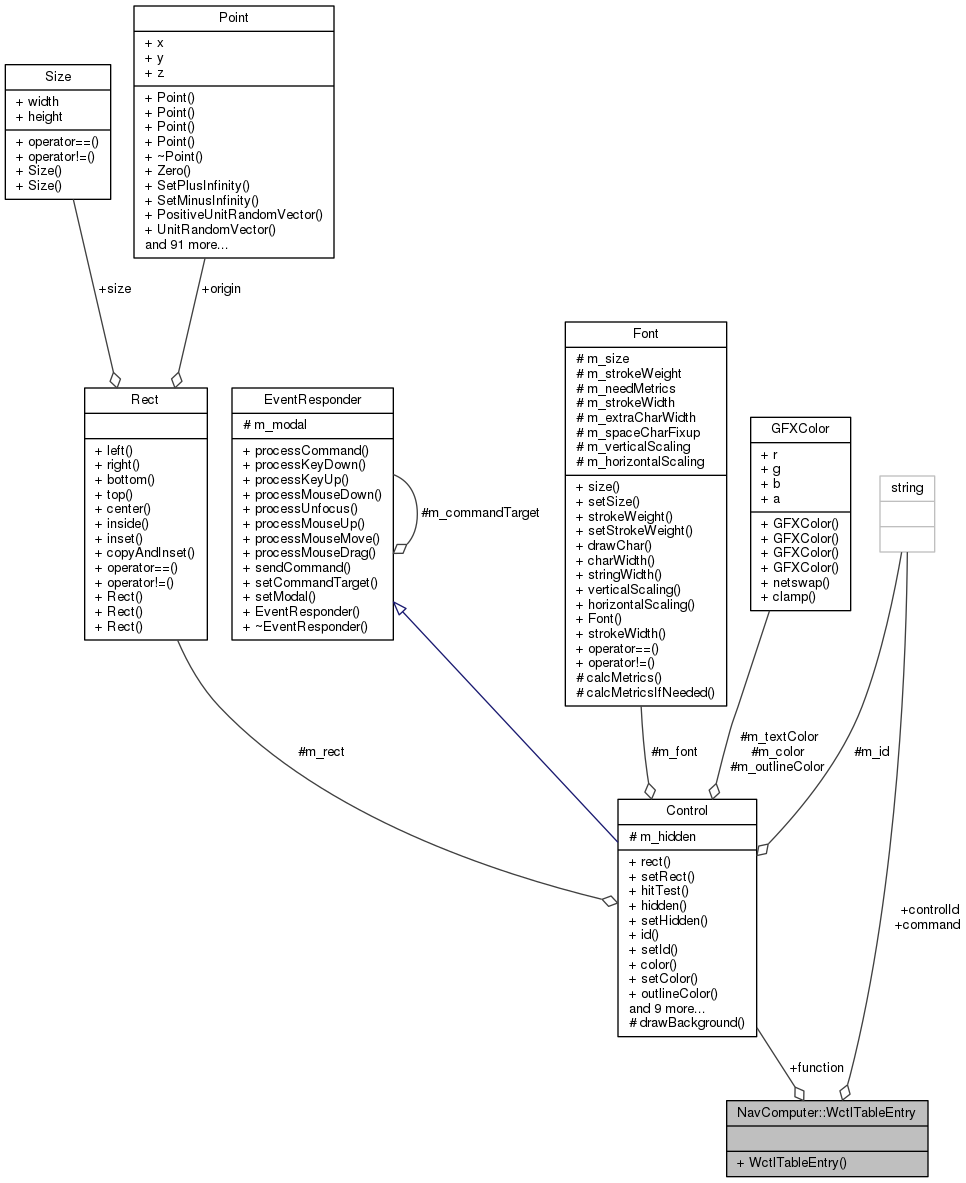 Point
+ x
+ y
+ z
+ Point()
+ Point()
+ Point()
+ Point()
+ ~Point()
+ Zero()
+ SetPlusInfinity()
+ SetMinusInfinity()
+ PositiveUnitRandomVector()
+ UnitRandomVector()
and 91 more...
Size
+ width
+ height
+ operator==()
+ operator!=()
+ Size()
+ Size()
+size
+origin
Rect
+ left()
+ right()
+ bottom()
+ top()
+ center()
+ inside()
+ inset()
+ copyAndInset()
+ operator==()
+ operator!=()
+ Rect()
+ Rect()
+ Rect()
EventResponder
# m_modal
+ processCommand()
+ processKeyDown()
+ processKeyUp()
+ processMouseDown()
+ processUnfocus()
+ processMouseUp()
+ processMouseMove()
+ processMouseDrag()
+ sendCommand()
+ setCommandTarget()
+ setModal()
+ EventResponder()
+ ~EventResponder()
#m_commandTarget
Font
# m_size
# m_strokeWeight
# m_needMetrics
# m_strokeWidth
# m_extraCharWidth
# m_spaceCharFixup
# m_verticalScaling
# m_horizontalScaling
+ size()
+ setSize()
+ strokeWeight()
+ setStrokeWeight()
+ drawChar()
+ charWidth()
+ stringWidth()
+ verticalScaling()
+ horizontalScaling()
+ Font()
+ strokeWidth()
+ operator==()
+ operator!=()
# calcMetrics()
# calcMetricsIfNeeded()
GFXColor
+ r
+ g
+ b
+ a
+ GFXColor()
+ GFXColor()
+ GFXColor()
+ GFXColor()
+ netswap()
+ clamp()
string
#m_rect
#m_font
#m_textColor
#m_color
#m_outlineColor
#m_id
Control
# m_hidden
+ rect()
+ setRect()
+ hitTest()
+ hidden()
+ setHidden()
+ id()
+ setId()
+ color()
+ setColor()
+ outlineColor()
and 9 more...
# drawBackground()
+controlId
+command
+function
NavComputer::WctlTableEntry
+ WctlTableEntry()